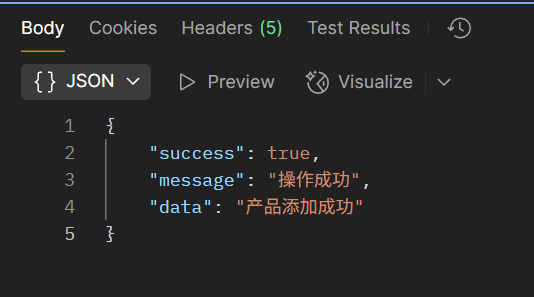 Body Cookies Headers (5) Test Results
{} JSON Preview Visualize
1 {
2 "success": true,
3 "message": "操作成功",
4 "data": "产品添加成功"
5 }